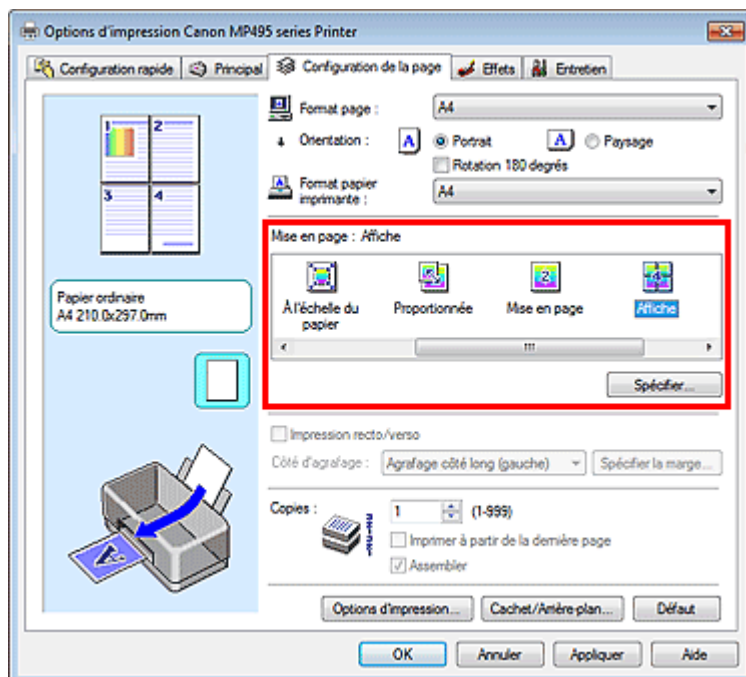 Options d'impression Canon MP495 series Printer
Configuration rapide
Principal
Configuration de la page
Effets
Entretien
1 2
3 4
Papier ordinaire
A4 210.0x297.0mm
Format page :
A4
Orientation :
A
Portrait
A
Paysage
Rotation 180 degrés
Format papier
imprimante :
A4
Mise en page : Affiche
À l'échelle du
papier
Proportionnée
Mise en page
Affiche
Spécifier...
Impression recto/verso
Côté d'agrafage :
Agrafage côté long (gauche)
Spécifier la marge...
Copies :
1
(1-999)
Imprimer à partir de la dernière page
Assembler
Options d'impression...
Cachet/Arrière-plan...
Défaut
OK
Annuler
Appliquer
Aide